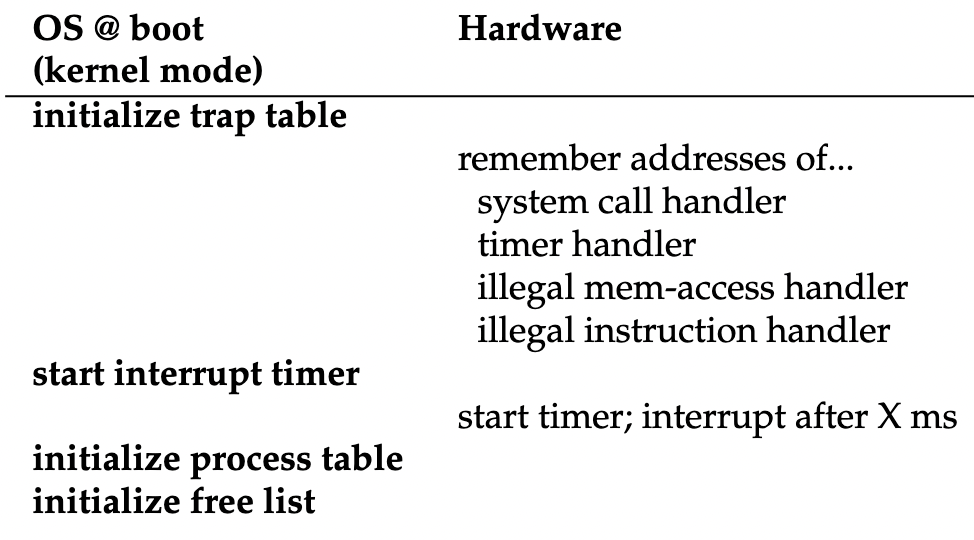 OS @ boot Hardware
(kernel mode)
initialize trap table
remember addresses of...
system call handler
timer handler
illegal mem-access handler
illegal instruction handler
start interrupt timer
start timer; interrupt after X ms
initialize process table
initialize free list